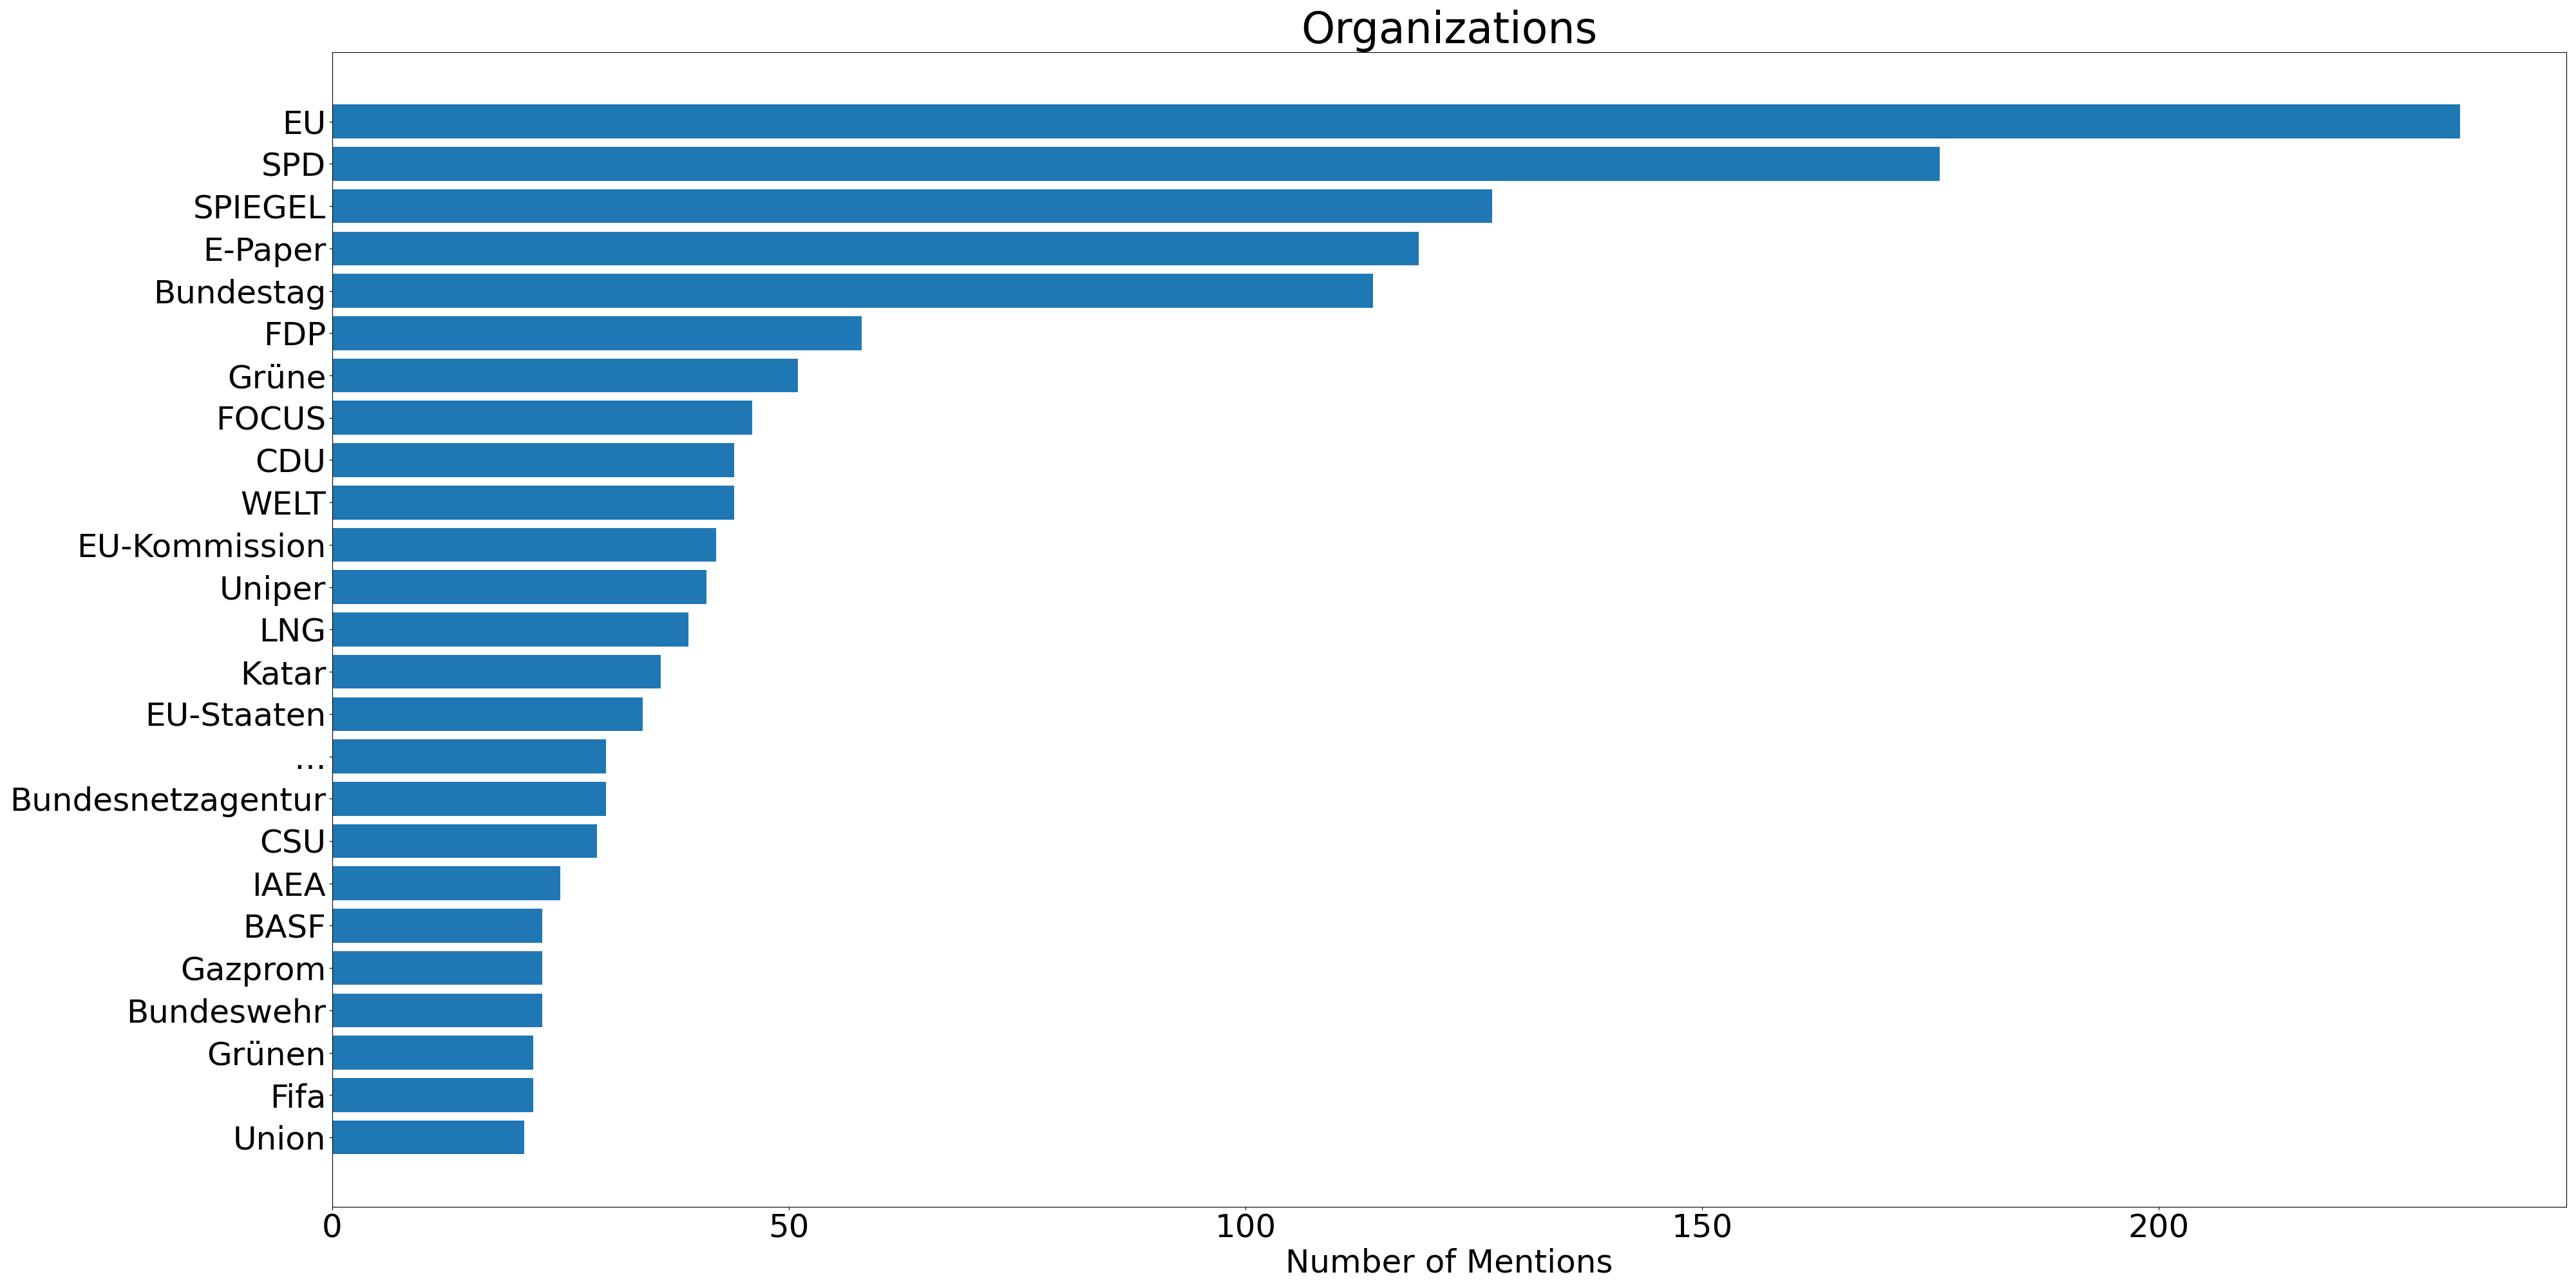 Organizations
EU
SPD
SPIEGEL
E-Paper
Bundestag
FDP
Grüne
FOCUS
CDU
WELT
EU-Kommission
Uniper
LNG
Katar
EU-Staaten
...
Bundesnetzagentur
CSU
IAEA
BASF
Gazprom
Bundeswehr
Grünen
Fifa
Union
0 50 100 150 200
Number of Mentions